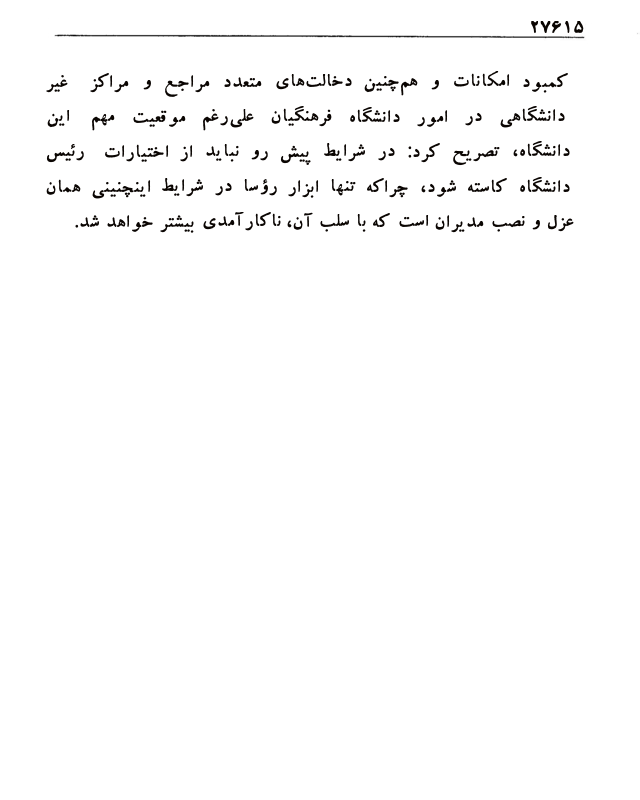 ۲۷۶۱۵
کمبود امکانات و هم‌چنین دخالت‌های متعدد مراجع و مراکز غیر
دانشگاهی در امور دانشگاه فرهنگیان علی‌رغم موقعیت مهم این
دانشگاه، تصریح کرد: در شرایط پیش رو نباید از اختیارات رئیس
دانشگاه کاسته شود، چراکه تنها ابزار رؤسا در شرایط اینچنینی همان
عزل و نصب مدیران است که با سلب آن، ناکارآمدی بیشتر خواهد شد.